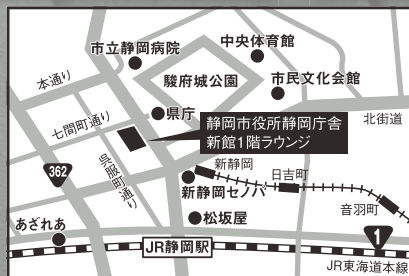 市立静岡病院
中央体育館
本通り
駿府城公園
市民文化会館
七間町通り
県庁
北街道
静岡市役所静岡庁舎
新館1階ラウンジ
呉服町通り
362
新静岡
日吉町
新静岡セノバ
音羽町
松坂屋
あざれあ
JR静岡駅
1
JR東海道本線